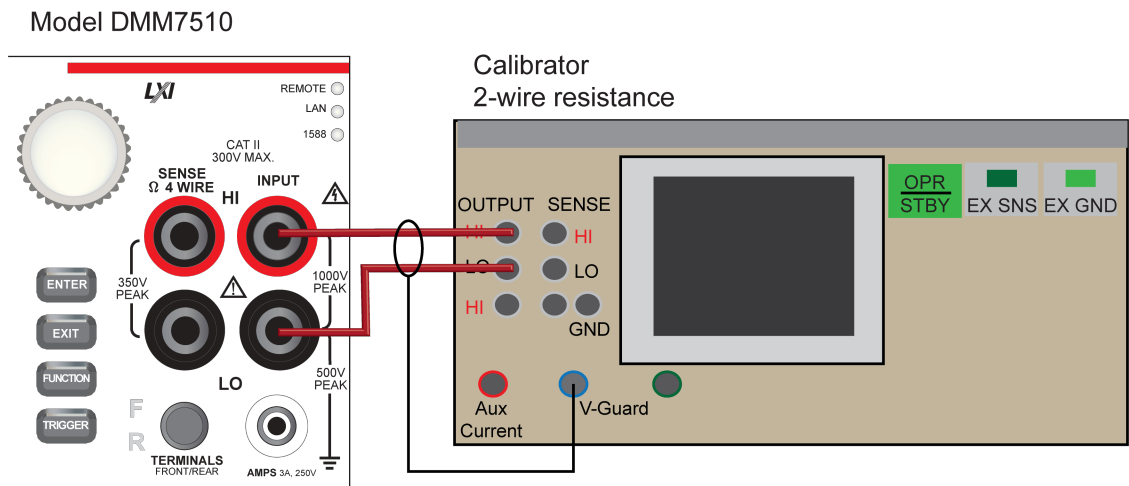 Model DMM7510
LXI
REMOTE
LAN
1588
CAT II
300V MAX.
SENSE
Ω 4 WIRE
HI
INPUT
350V
PEAK
1000V
PEAK
500V
PEAK
LO
ENTER
EXIT
FUNCTION
TRIGGER
F
R
TERMINALS
FRONT/REAR
AMPS 3A, 250V
Calibrator
2-wire resistance
OUTPUT SENSE
HI HI
LO LO
HI
GND
Aux
Current
V-Guard
OPR
STBY
EX SNS
EX GND